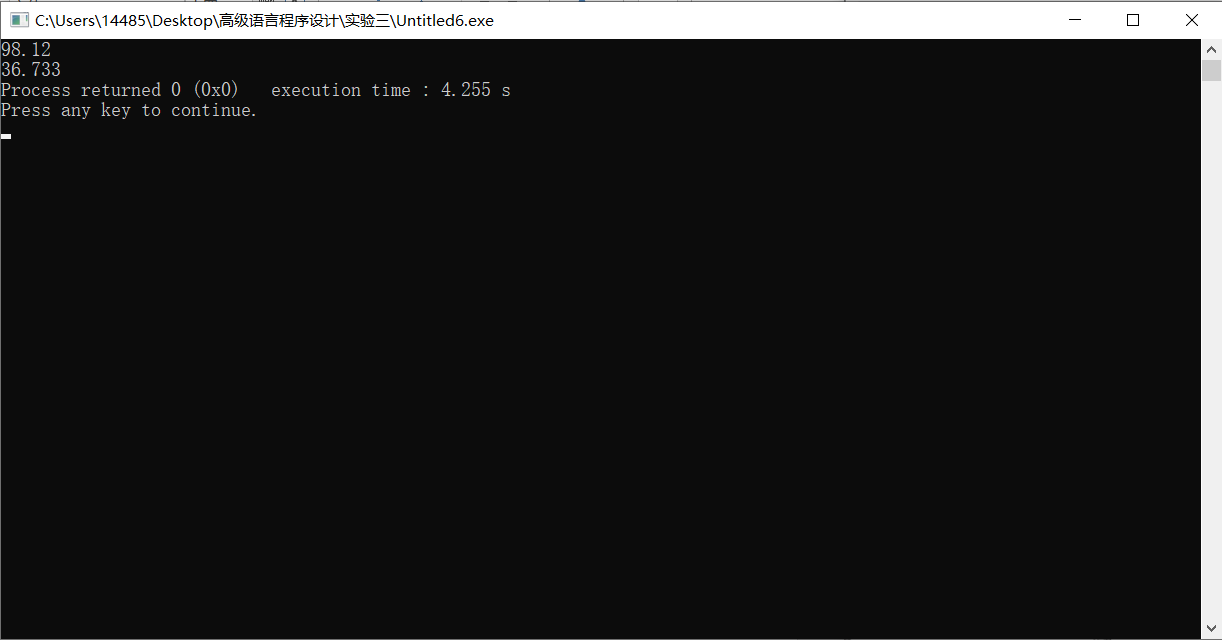 C:\Users\14485\Desktop\高级语言程序设计\实验三\Untitled6.exe
98.12
36.733
Process returned 0 (0x0)   execution time : 4.255 s
Press any key to continue.